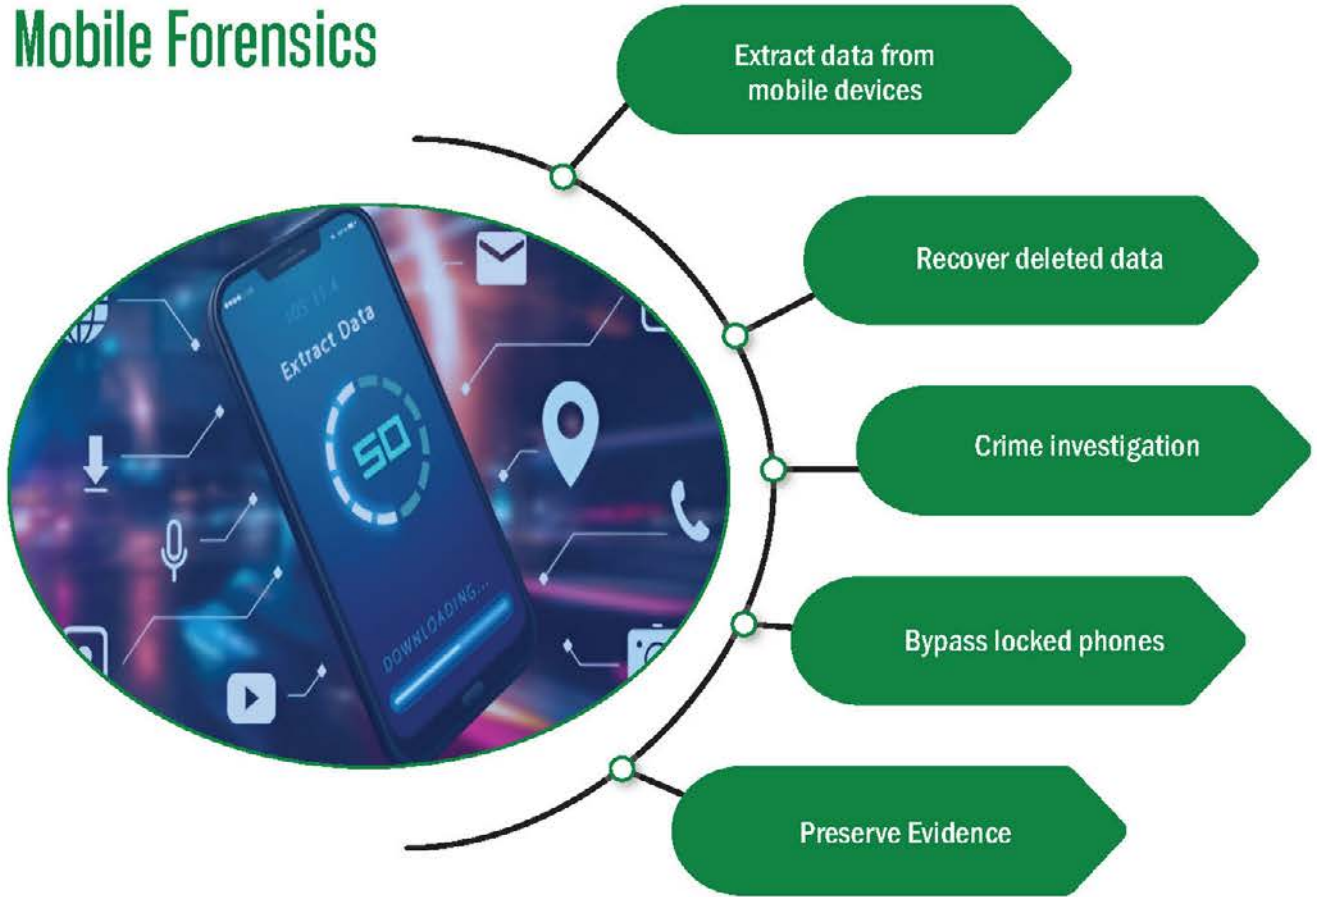 Mobile Forensics
Extract data from
mobile devices
Recover deleted data
Crime investigation
Bypass locked phones
Preserve Evidence
Extract Data
50
DOWNLOADING...